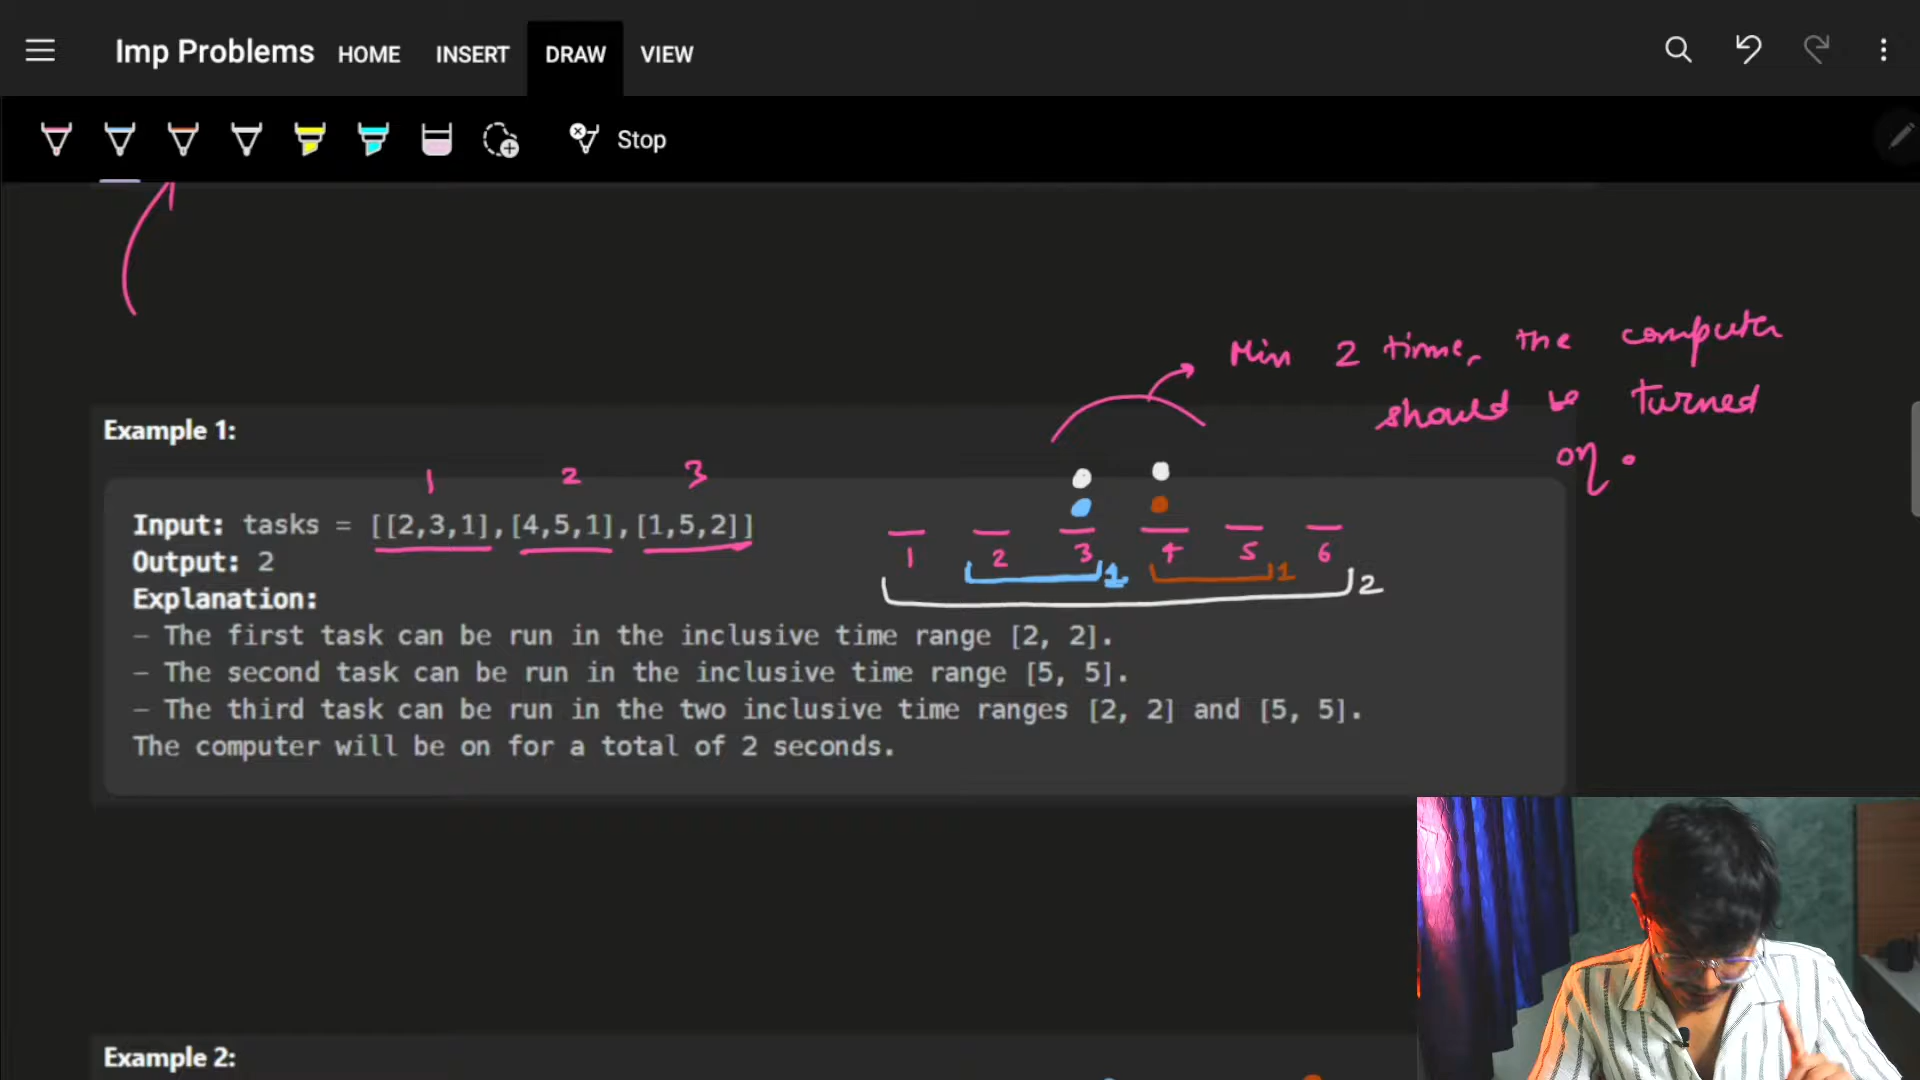 Imp Problems HOME INSERT DRAW VIEW
Stop
Min 2 time, the computer
should be turned
on.
Example 1:
1 2 3
Input: tasks = [[2,3,1],[4,5,1],[1,5,2]]
Output: 2
1 2 3 4 5 6
1 1 2
Explanation:
– The first task can be run in the inclusive time range [2, 2].
– The second task can be run in the inclusive time range [5, 5].
– The third task can be run in the two inclusive time ranges [2, 2] and [5, 5].
The computer will be on for a total of 2 seconds.
Example 2: